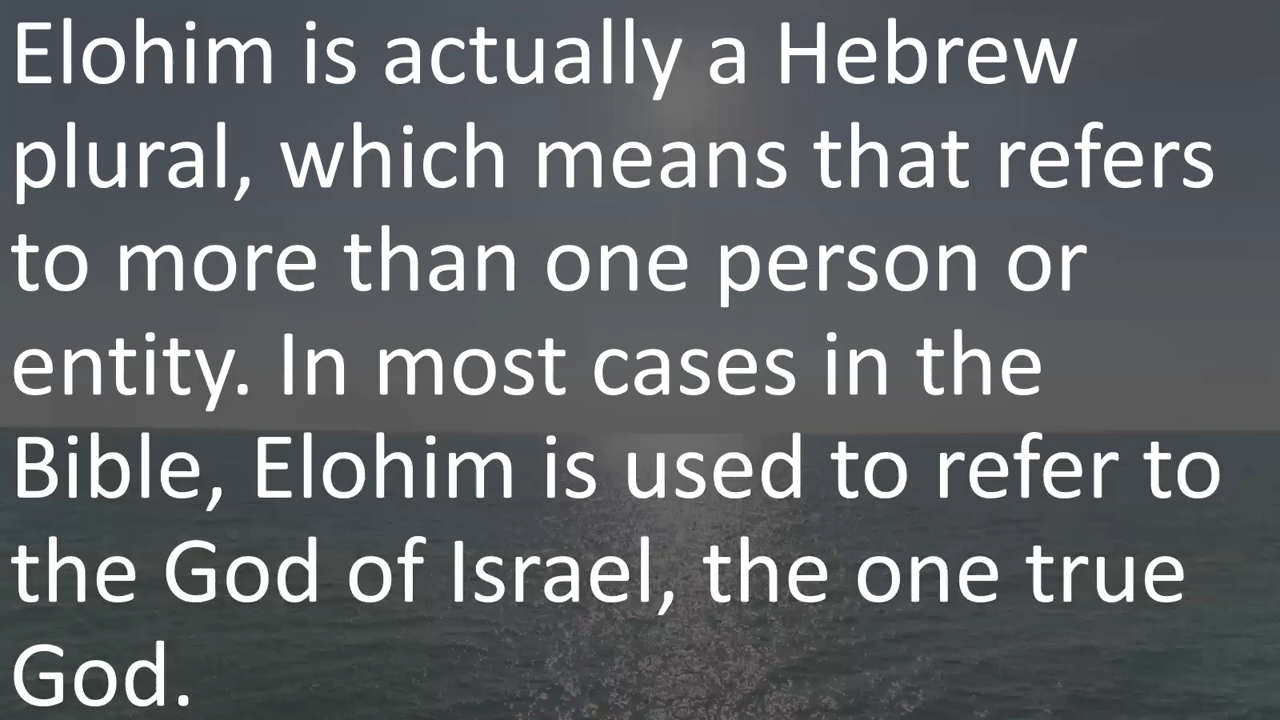 Elohim is actually a Hebrew
plural, which means that refers
to more than one person or
entity. In most cases in the
Bible, Elohim is used to refer to
the God of Israel, the one true
God.